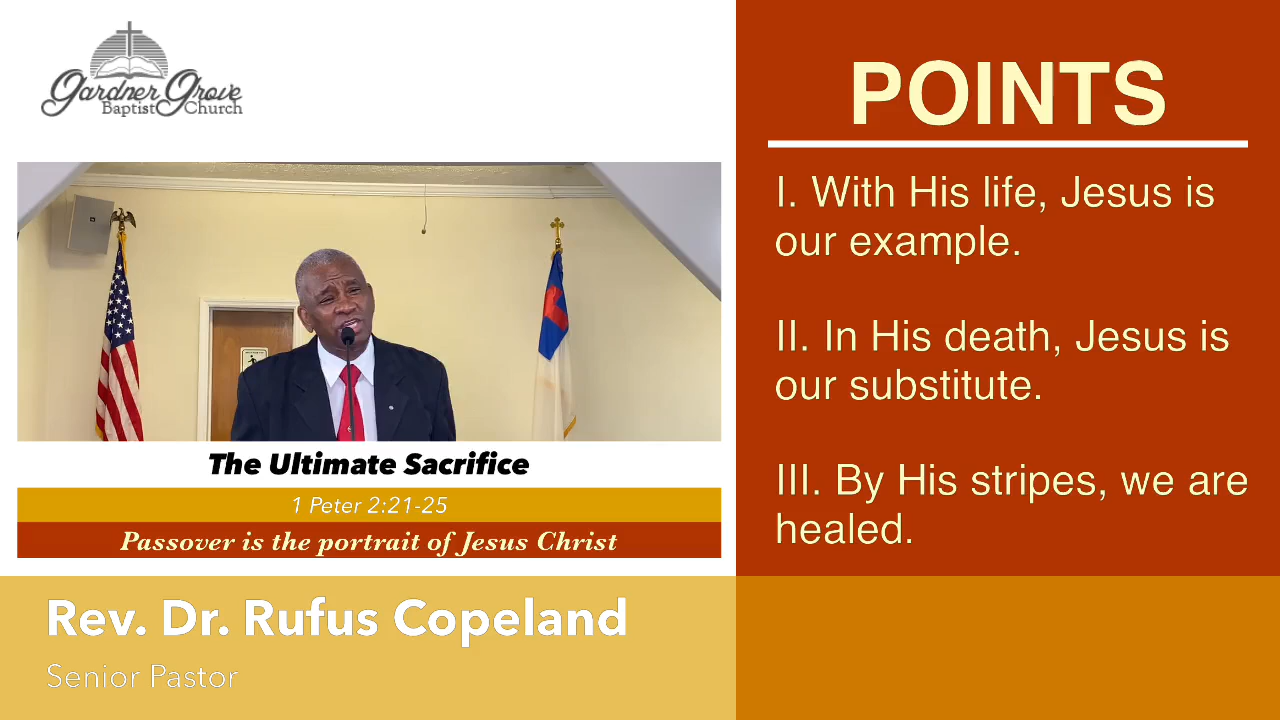 Gardner Grove
Baptist Church
The Ultimate Sacrifice
1 Peter 2:21-25
Passover is the portrait of Jesus Christ
Rev. Dr. Rufus Copeland
Senior Pastor
POINTS
I. With His life, Jesus is
our example.
II. In His death, Jesus is
our substitute.
III. By His stripes, we are
healed.